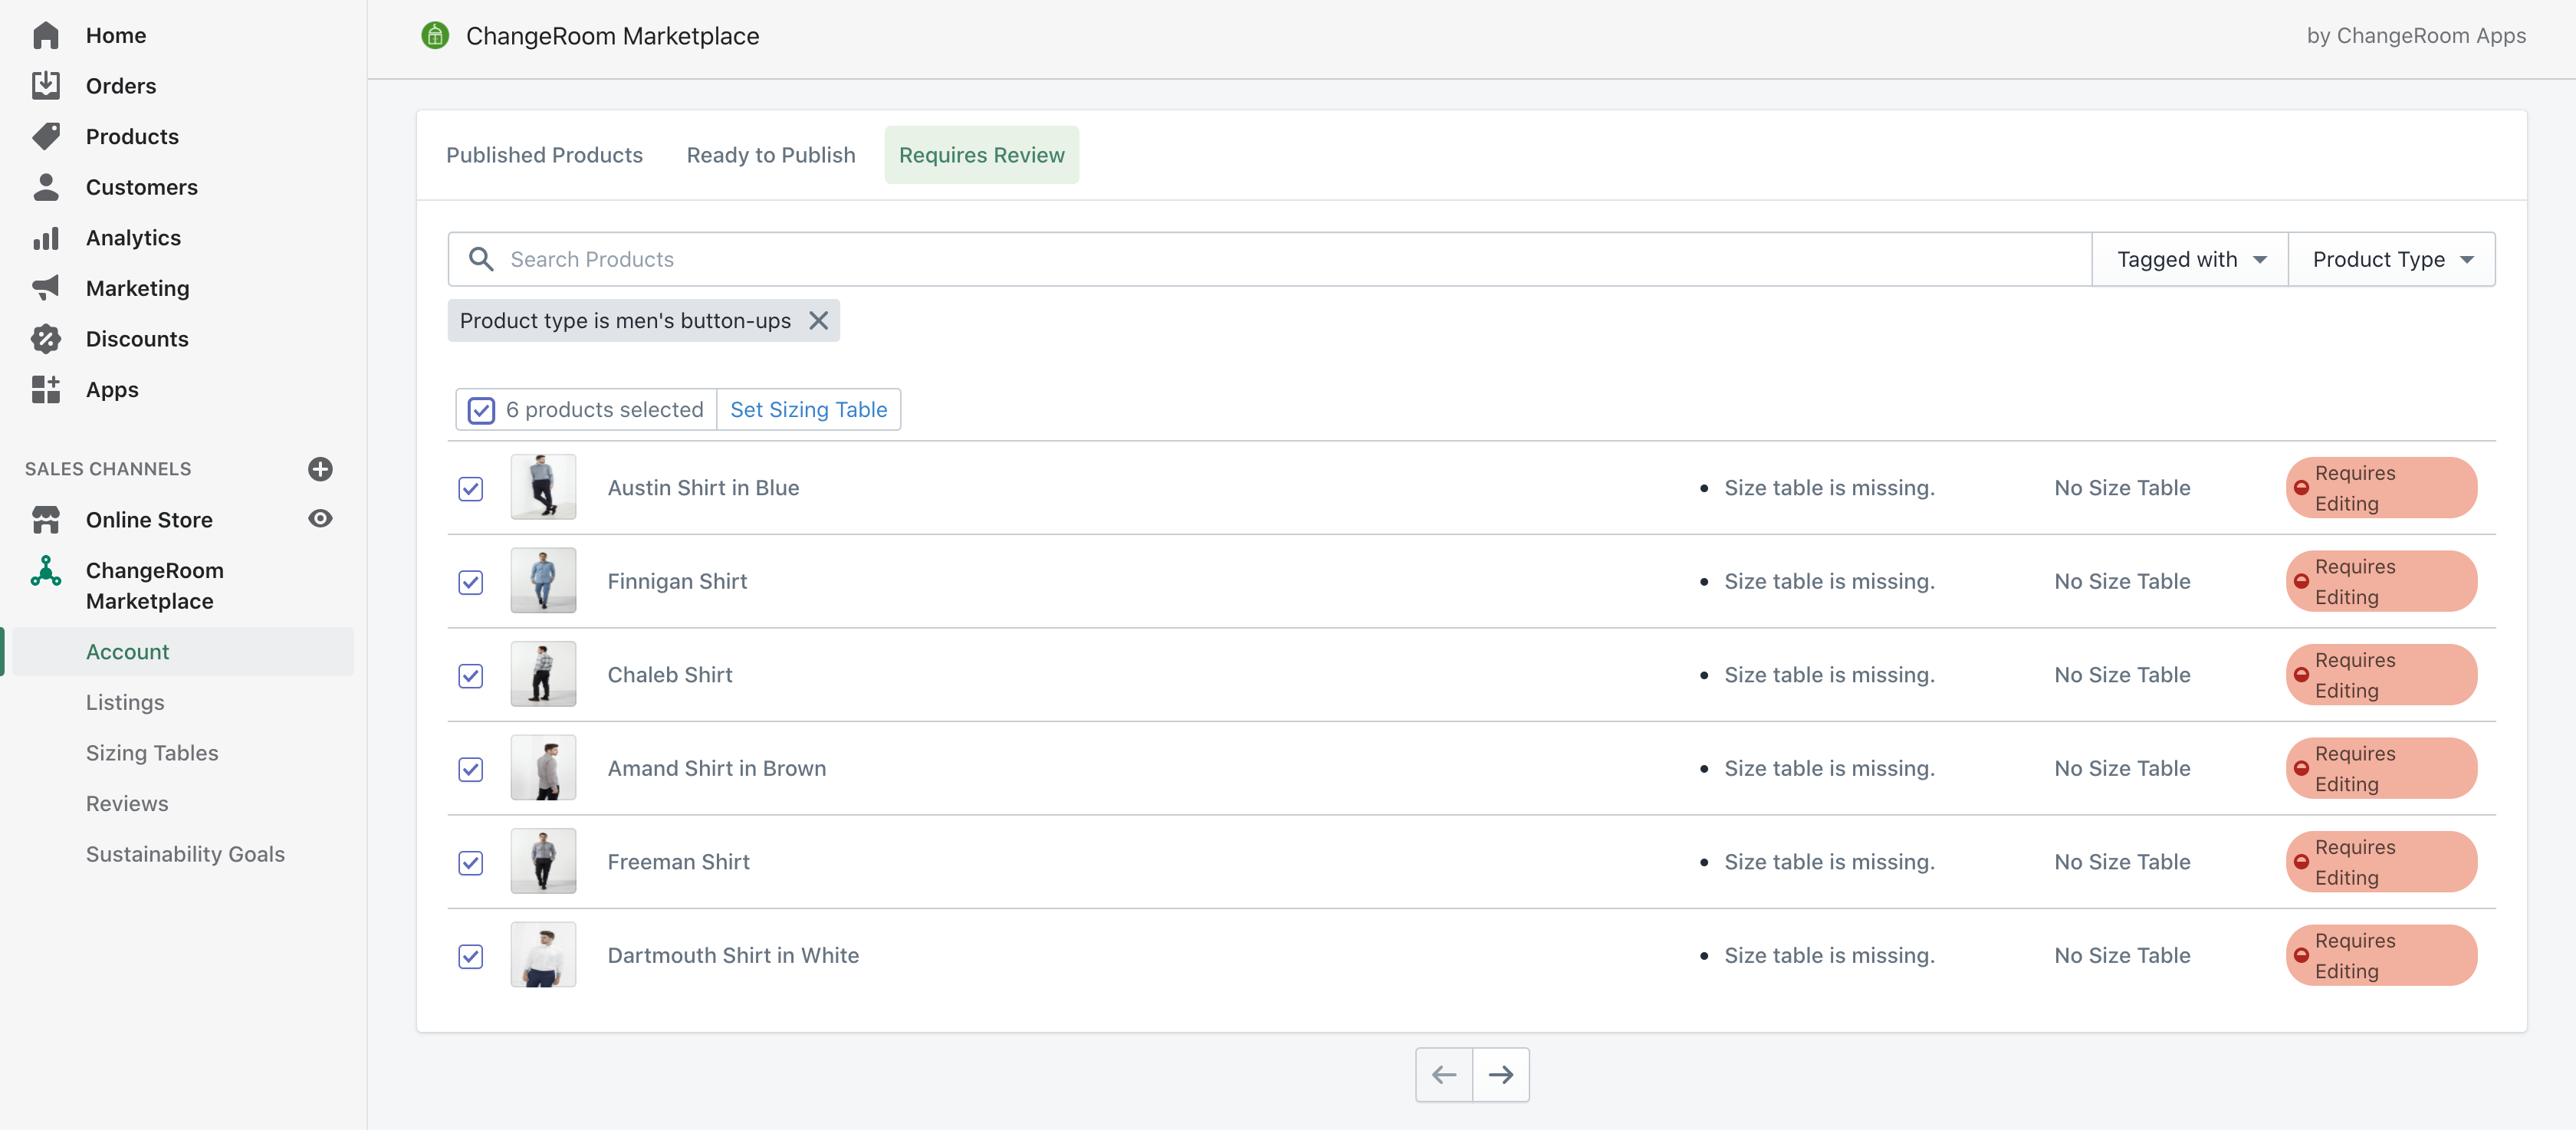 Home
Orders
Products
Customers
Analytics
Marketing
Discounts
Apps
SALES CHANNELS
Online Store
ChangeRoom
Marketplace
Account
Listings
Sizing Tables
Reviews
Sustainability Goals
ChangeRoom Marketplace
by ChangeRoom Apps
Published Products Ready to Publish Requires Review
Search Products Tagged with Product Type
Product type is men's button-ups
6 products selected Set Sizing Table
Austin Shirt in Blue • Size table is missing. No Size Table Requires
Editing
Finnigan Shirt • Size table is missing. No Size Table Requires
Editing
Chaleb Shirt • Size table is missing. No Size Table Requires
Editing
Amand Shirt in Brown • Size table is missing. No Size Table Requires
Editing
Freeman Shirt • Size table is missing. No Size Table Requires
Editing
Dartmouth Shirt in White • Size table is missing. No Size Table Requires
Editing